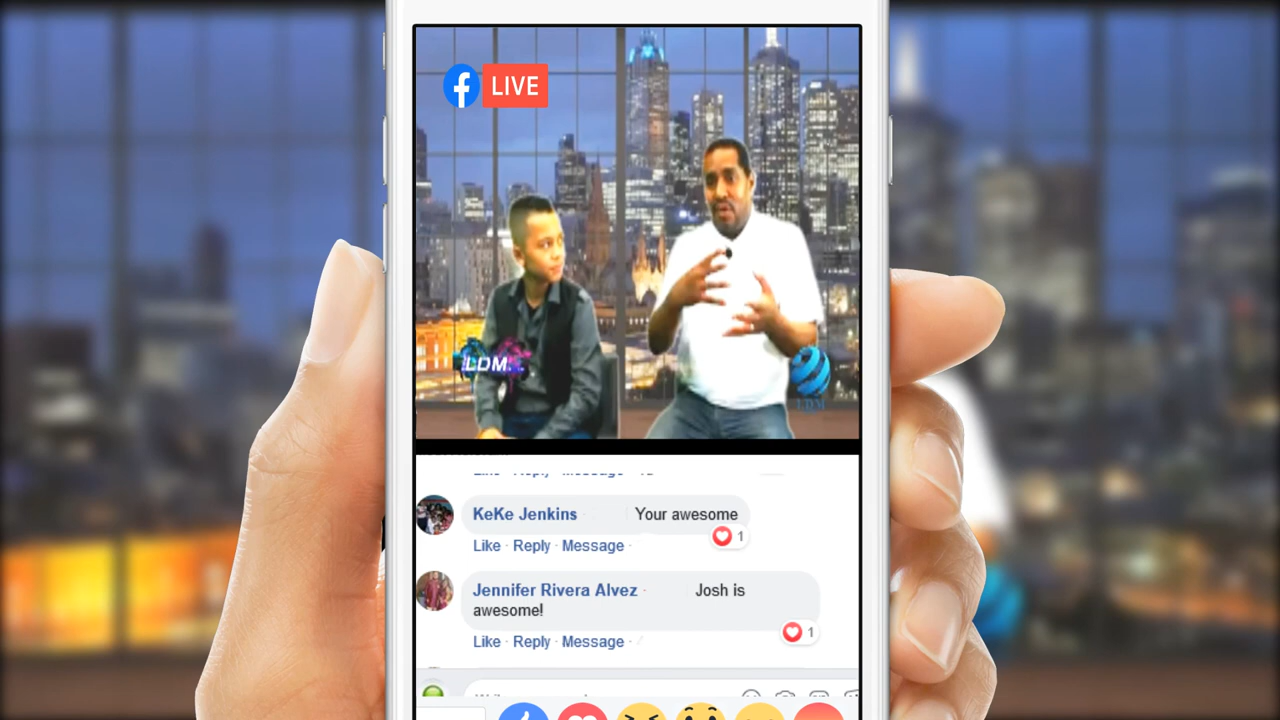 f LIVE
LDM
LDM
KeKe Jenkins Your awesome
1
Like · Reply · Message ·
Jennifer Rivera Alvez · Josh is
awesome!
1
Like · Reply · Message ·